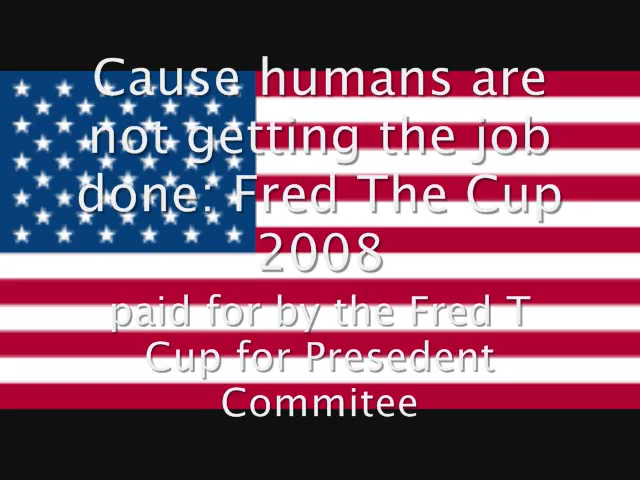 Cause humans are
not getting the job
done: Fred The Cup
2008
paid for by the Fred T
Cup for Presedent
Commitee